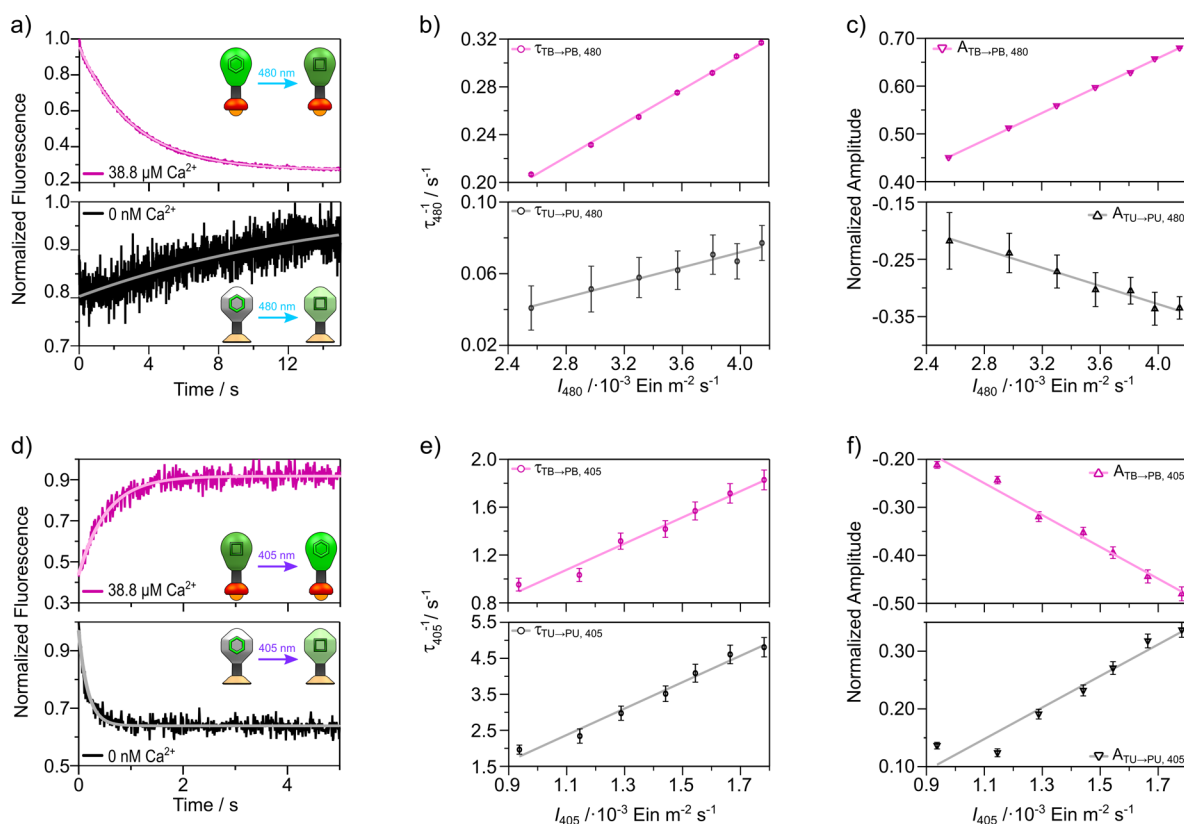 a)
Normalized Fluorescence
1.0
0.8
0.6
0.4
0.2
480 nm
38.8 µM Ca²⁺
1.0
0.9
0.8
0.7
0 nM Ca²⁺
480 nm
0 4 8 12
Time / s
b)
τ⁻¹₄₈₀ / s⁻¹
0.32
0.28
0.24
0.20
τTB→PB, 480
0.10
0.06
0.02
τTU→PU, 480
2.4 3.0 3.6 4.2
I₄₈₀ /·10⁻³ Ein m⁻² s⁻¹
c)
Normalized Amplitude
0.70
0.60
0.50
0.40
ATB→PB, 480
-0.15
-0.25
-0.35
ATU→PU, 480
2.4 3.0 3.6 4.2
I₄₈₀ /·10⁻³ Ein m⁻² s⁻¹
d)
Normalized Fluorescence
0.9
0.7
0.5
0.3
405 nm
38.8 µM Ca²⁺
0.9
0.7
0.5
405 nm
0 nM Ca²⁺
0 2 4
Time / s
e)
τ⁻¹₄₀₅ / s⁻¹
2.0
1.6
1.2
0.8
τTB→PB, 405
5.5
4.5
3.5
2.5
1.5
τTU→PU, 405
0.9 1.1 1.3 1.5 1.7
I₄₀₅ /·10⁻³ Ein m⁻² s⁻¹
f)
Normalized Amplitude
-0.20
-0.30
-0.40
-0.50
ATB→PB, 405
0.30
0.20
0.10
ATU→PU, 405
0.9 1.1 1.3 1.5 1.7
I₄₀₅ /·10⁻³ Ein m⁻² s⁻¹